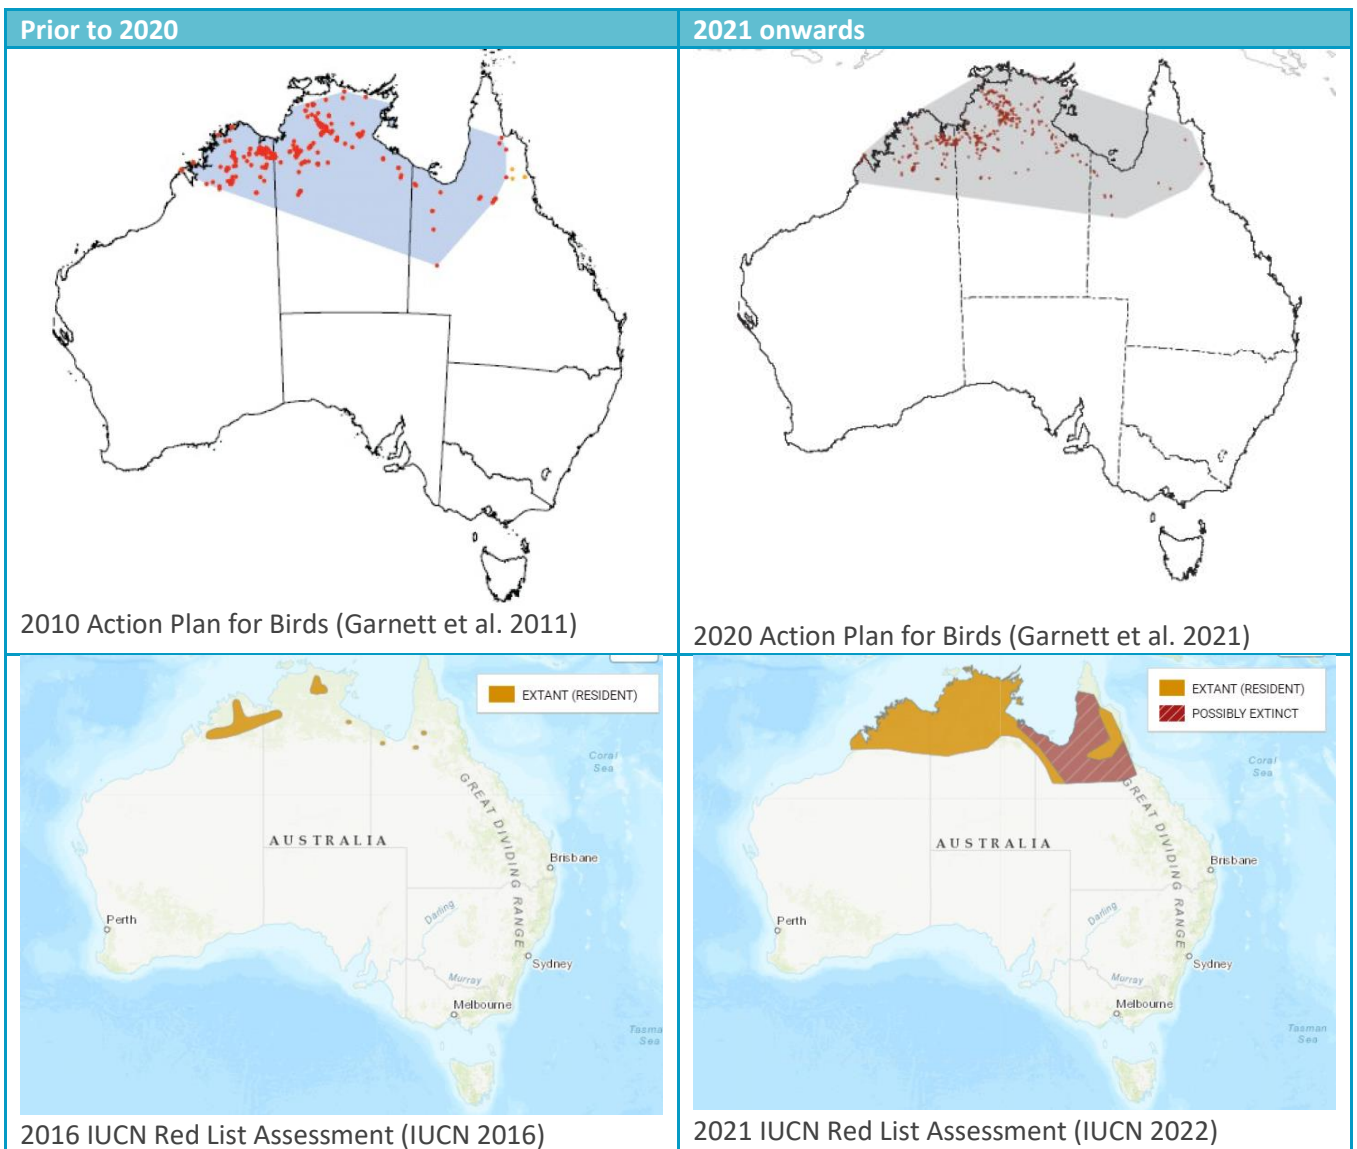 Prior to 2020
2021 onwards
2010 Action Plan for Birds (Garnett et al. 2011)
2020 Action Plan for Birds (Garnett et al. 2021)
EXTANT (RESIDENT)
Coral
Sea
GREAT DIVIDING RANGE
AUSTRALIA
Brisbane
Perth
Darling
Sydney
Murray
Melbourne
Tasma
Sea
2016 IUCN Red List Assessment (IUCN 2016)
EXTANT (RESIDENT)
POSSIBLY EXTINCT
Coral
Sea
GREAT DIVIDING RANGE
AUSTRALIA
Brisbane
Perth
Darling
Sydney
Murray
Melbourne
Tasman
Sea
2021 IUCN Red List Assessment (IUCN 2022)